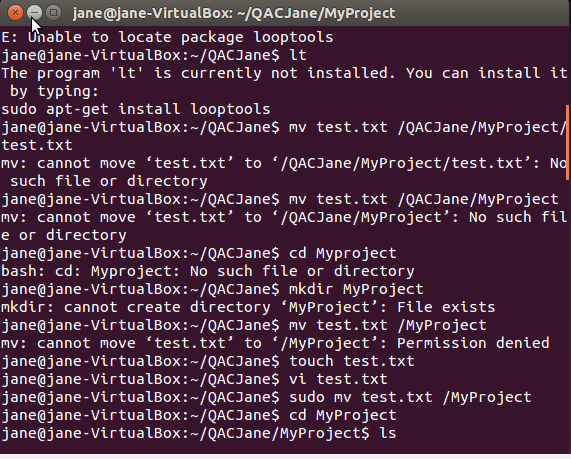 jane@jane-VirtualBox: ~/QACJane/MyProject
E: Unable to locate package looptools
jane@jane-VirtualBox:~/QACJane$ lt
The program 'lt' is currently not installed. You can install it
 by typing:
sudo apt-get install looptools
jane@jane-VirtualBox:~/QACJane$ mv test.txt /QACJane/MyProject/
test.txt
mv: cannot move ‘test.txt’ to ‘/QACJane/MyProject/test.txt’: No
 such file or directory
jane@jane-VirtualBox:~/QACJane$ mv test.txt /QACJane/MyProject
mv: cannot move ‘test.txt’ to ‘/QACJane/MyProject’: No such fil
e or directory
jane@jane-VirtualBox:~/QACJane$ cd Myproject
bash: cd: Myproject: No such file or directory
jane@jane-VirtualBox:~/QACJane$ mkdir MyProject
mkdir: cannot create directory ‘MyProject’: File exists
jane@jane-VirtualBox:~/QACJane$ mv test.txt /MyProject
mv: cannot move ‘test.txt’ to ‘/MyProject’: Permission denied
jane@jane-VirtualBox:~/QACJane$ touch test.txt
jane@jane-VirtualBox:~/QACJane$ vi test.txt
jane@jane-VirtualBox:~/QACJane$ sudo mv test.txt /MyProject
jane@jane-VirtualBox:~/QACJane$ cd MyProject
jane@jane-VirtualBox:~/QACJane/MyProject$ ls